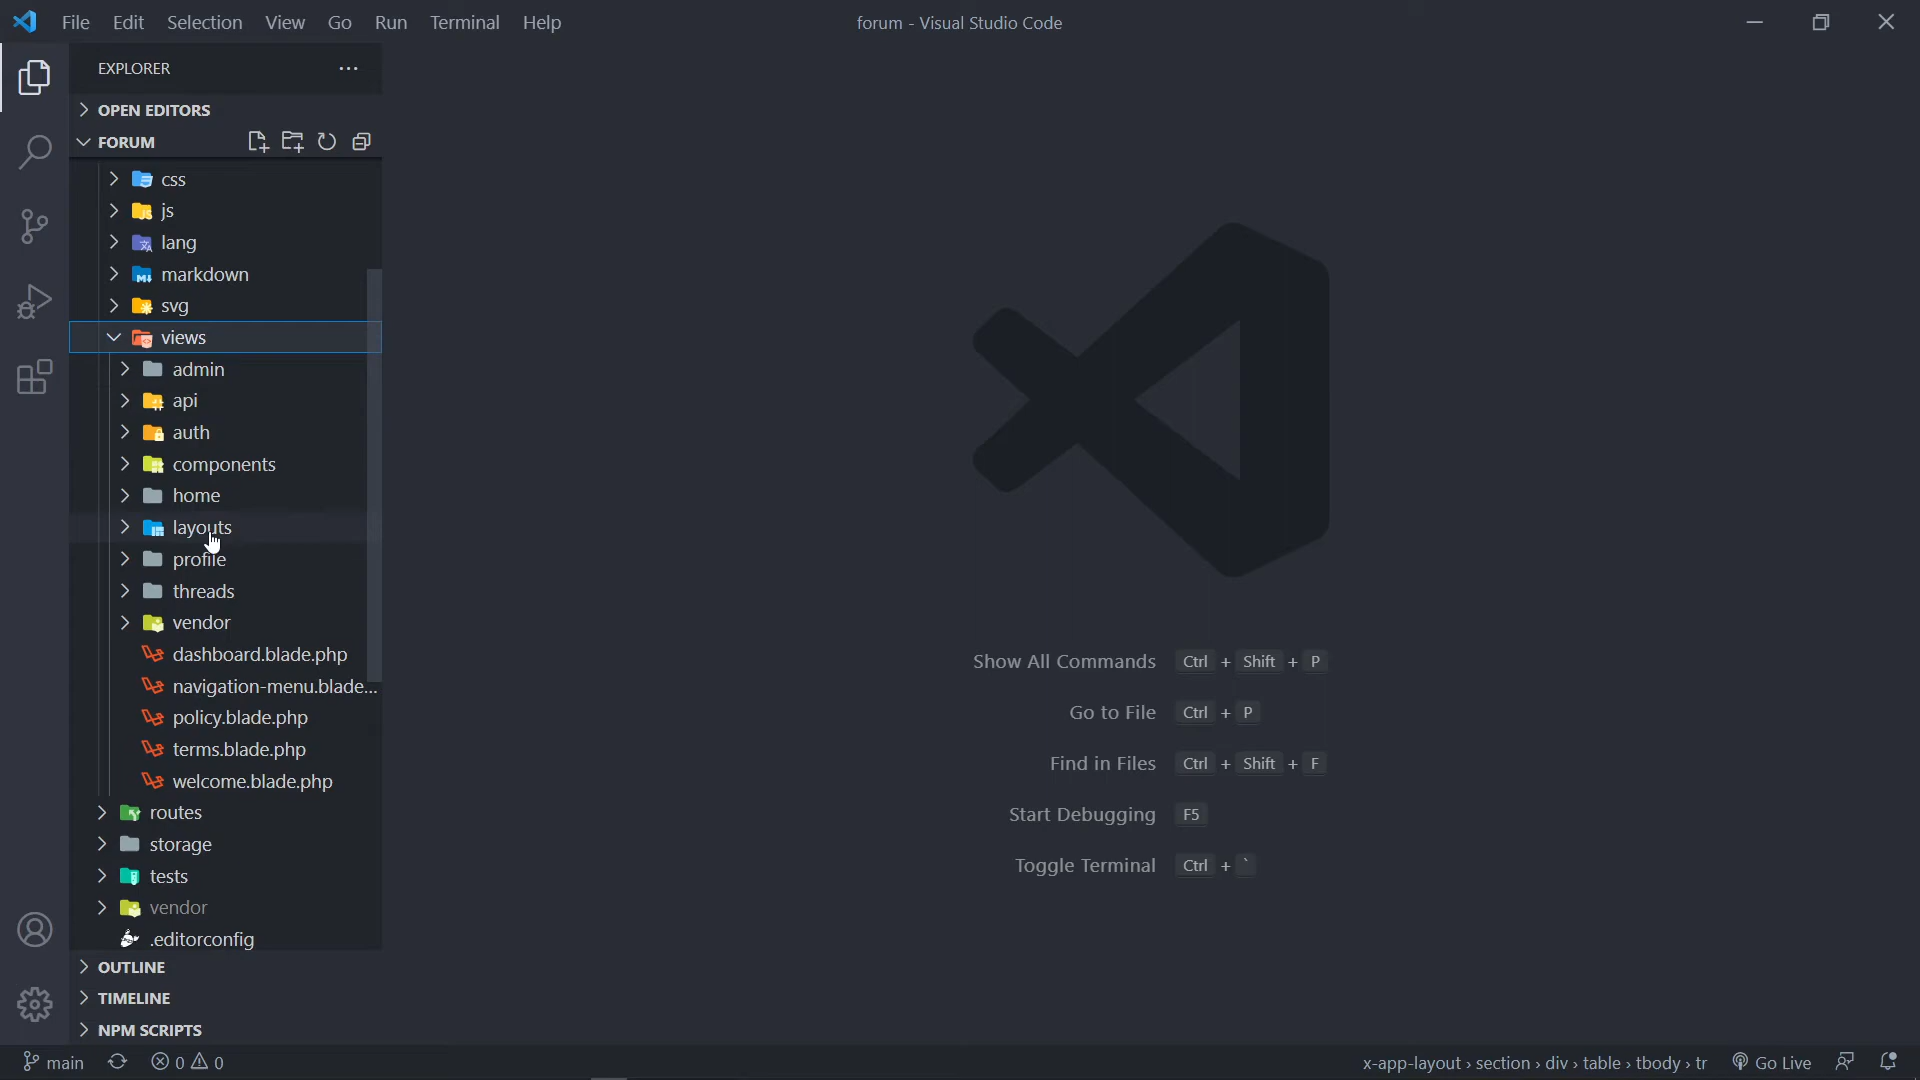 File Edit Selection View Go Run Terminal Help
forum - Visual Studio Code
EXPLORER
OPEN EDITORS
FORUM
css
js
lang
markdown
svg
views
admin
api
auth
components
home
layouts
profile
threads
vendor
dashboard.blade.php
navigation-menu.blade...
policy.blade.php
terms.blade.php
welcome.blade.php
routes
storage
tests
vendor
.editorconfig
OUTLINE
TIMELINE
NPM SCRIPTS
Show All Commands Ctrl + Shift + P
Go to File Ctrl + P
Find in Files Ctrl + Shift + F
Start Debugging F5
Toggle Terminal Ctrl + `
main 0 0 x-app-layout › section › div › table › tbody › tr Go Live